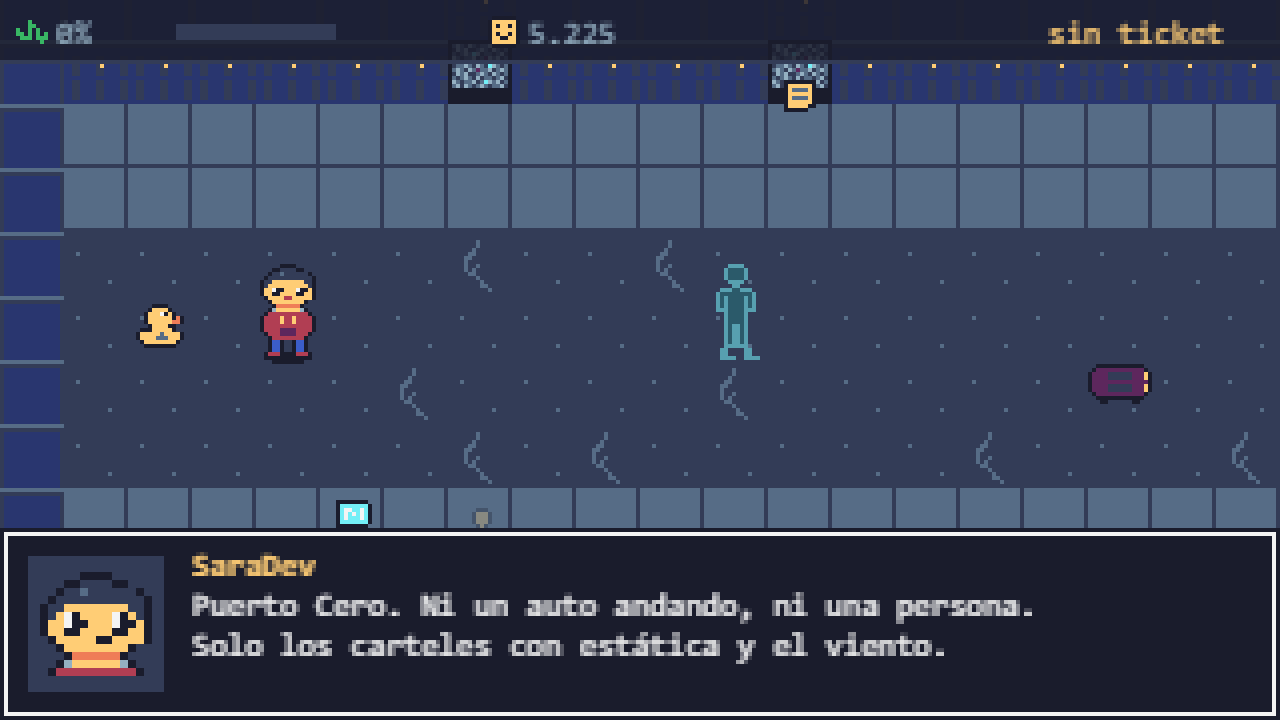 0%
5.225
sin ticket
SaraDev
Puerto Cero. Ni un auto andando, ni una persona.
Solo los carteles con estática y el viento.